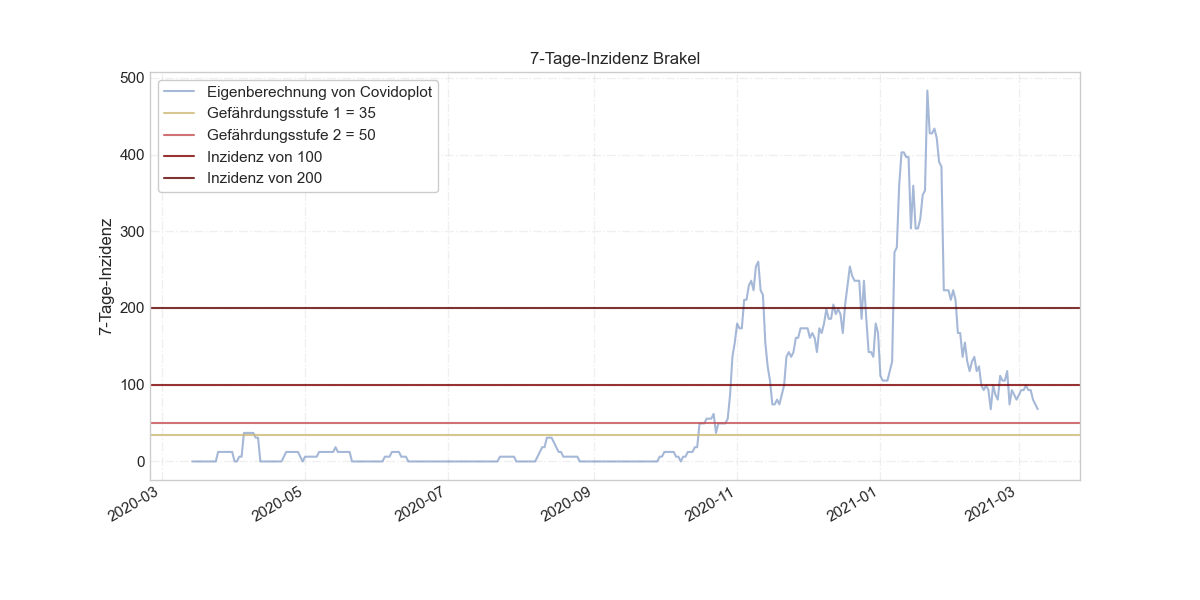 7-Tage-Inzidenz Brakel
500
400
300
200
100
0
7-Tage-Inzidenz
Eigenberechnung von Covidoplot
Gefährdungsstufe 1 = 35
Gefährdungsstufe 2 = 50
Inzidenz von 100
Inzidenz von 200
2020-03
2020-05
2020-07
2020-09
2020-11
2021-01
2021-03